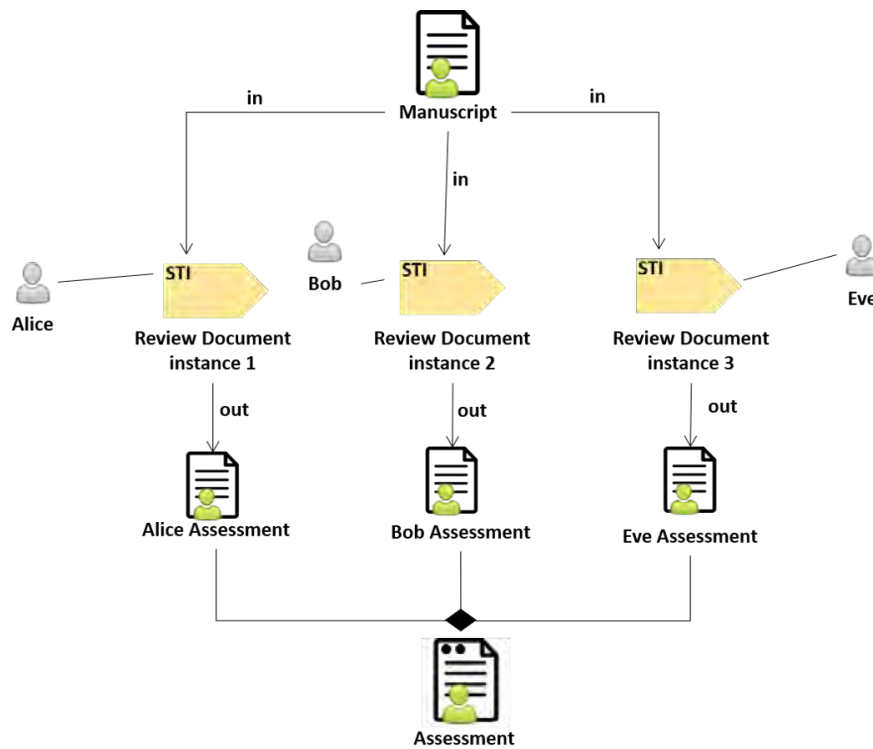 Manuscript
in
in
in
STI
STI
STI
Alice
Bob
Eve
Review Document
instance 1
Review Document
instance 2
Review Document
instance 3
out
out
out
Alice Assessment
Bob Assessment
Eve Assessment
Assessment